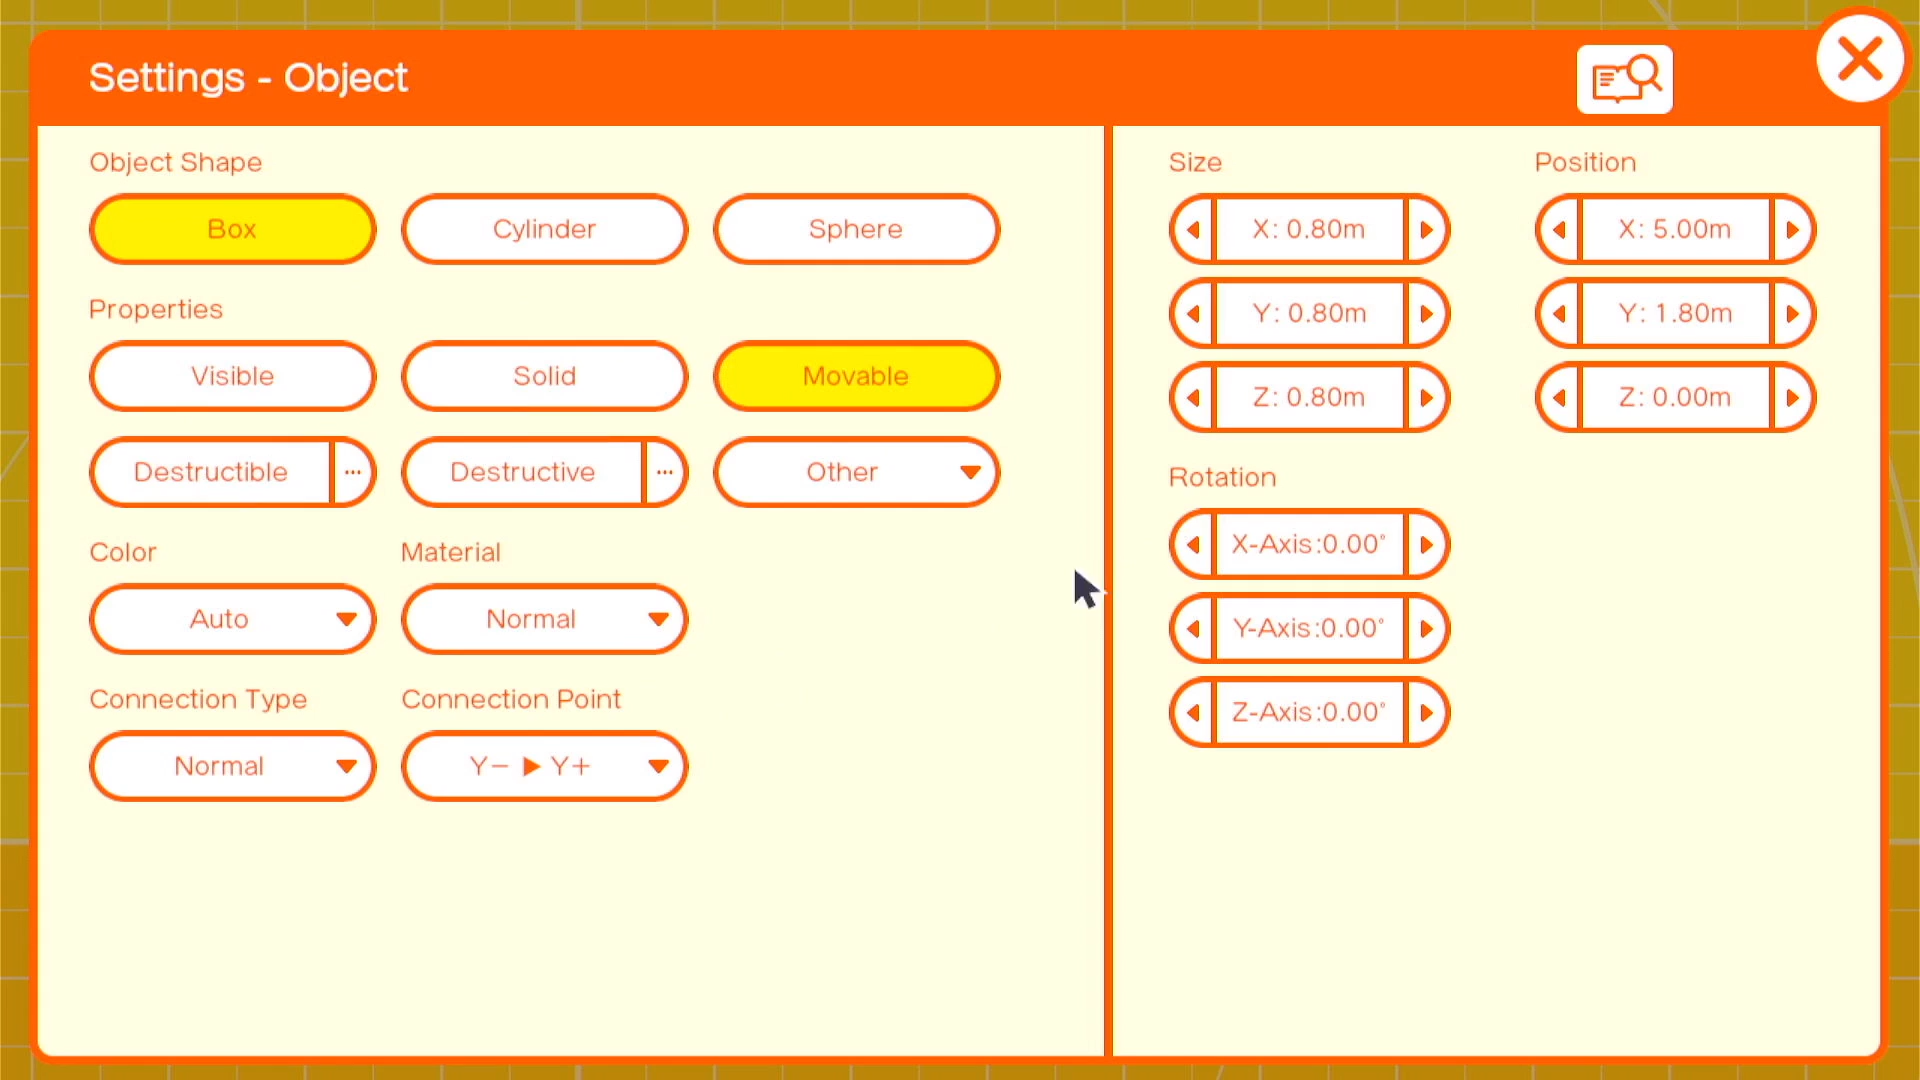 Settings - Object
Object Shape
Box
Cylinder
Sphere
Properties
Visible
Solid
Movable
Destructible
...
Destructive
...
Other
Color
Material
Auto
Normal
Connection Type
Connection Point
Normal
Y− ▶ Y+
Size
Position
X: 0.80m
X: 5.00m
Y: 0.80m
Y: 1.80m
Z: 0.80m
Z: 0.00m
Rotation
X-Axis:0.00°
Y-Axis:0.00°
Z-Axis:0.00°